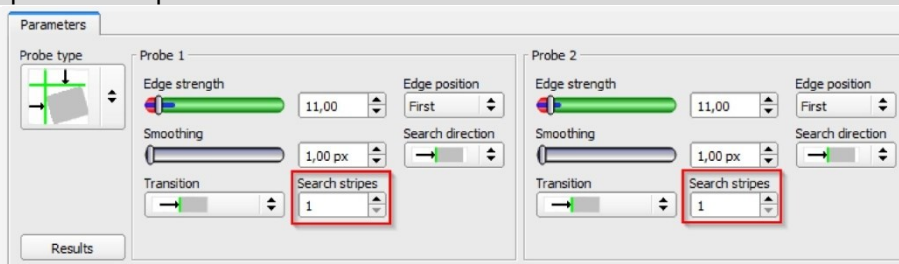 Parameters
Probe type
Probe 1
Probe 2
Edge strength
Edge position
Edge strength
Edge position
11,00
First
11,00
First
Smoothing
Search direction
Smoothing
Search direction
1,00 px
1,00 px
Transition
Search stripes
Transition
Search stripes
1
1
Results